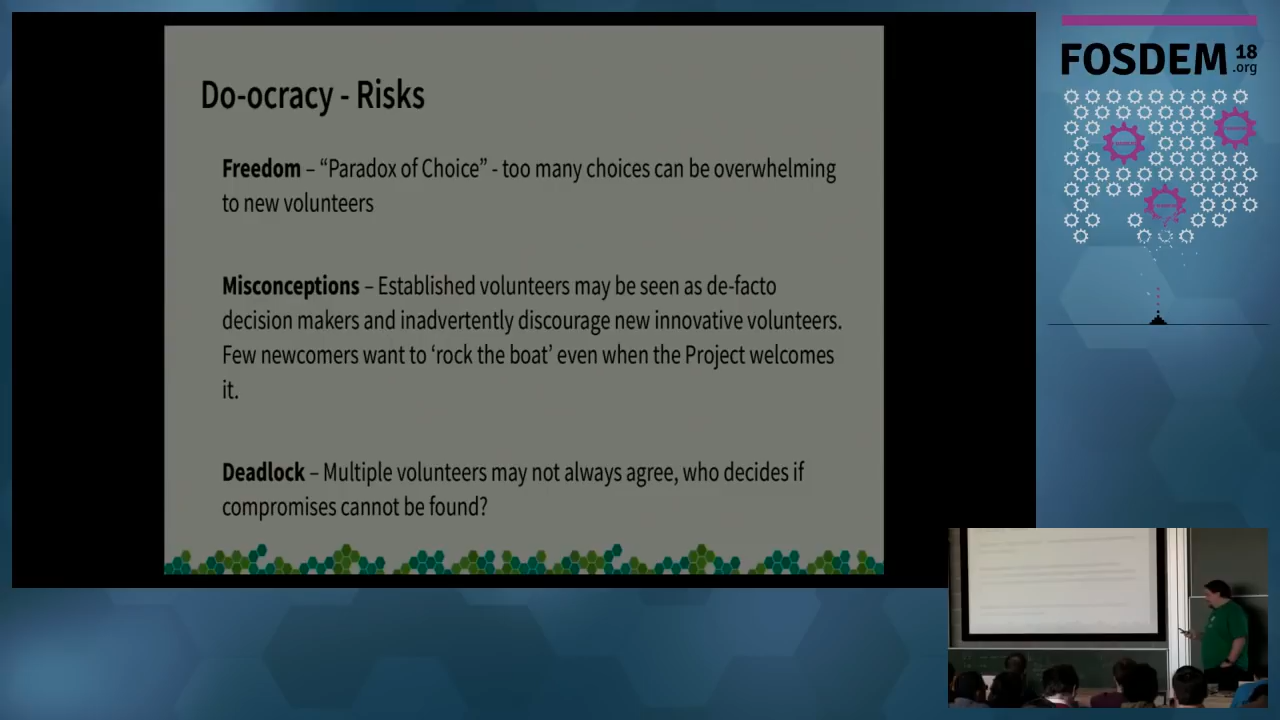 Do-ocracy - Risks
Freedom – “Paradox of Choice” - too many choices can be overwhelming
to new volunteers
Misconceptions – Established volunteers may be seen as de-facto
decision makers and inadvertently discourage new innovative volunteers.
Few newcomers want to ‘rock the boat’ even when the Project welcomes
it.
Deadlock – Multiple volunteers may not always agree, who decides if
compromises cannot be found?
FOSDEM 18
.org